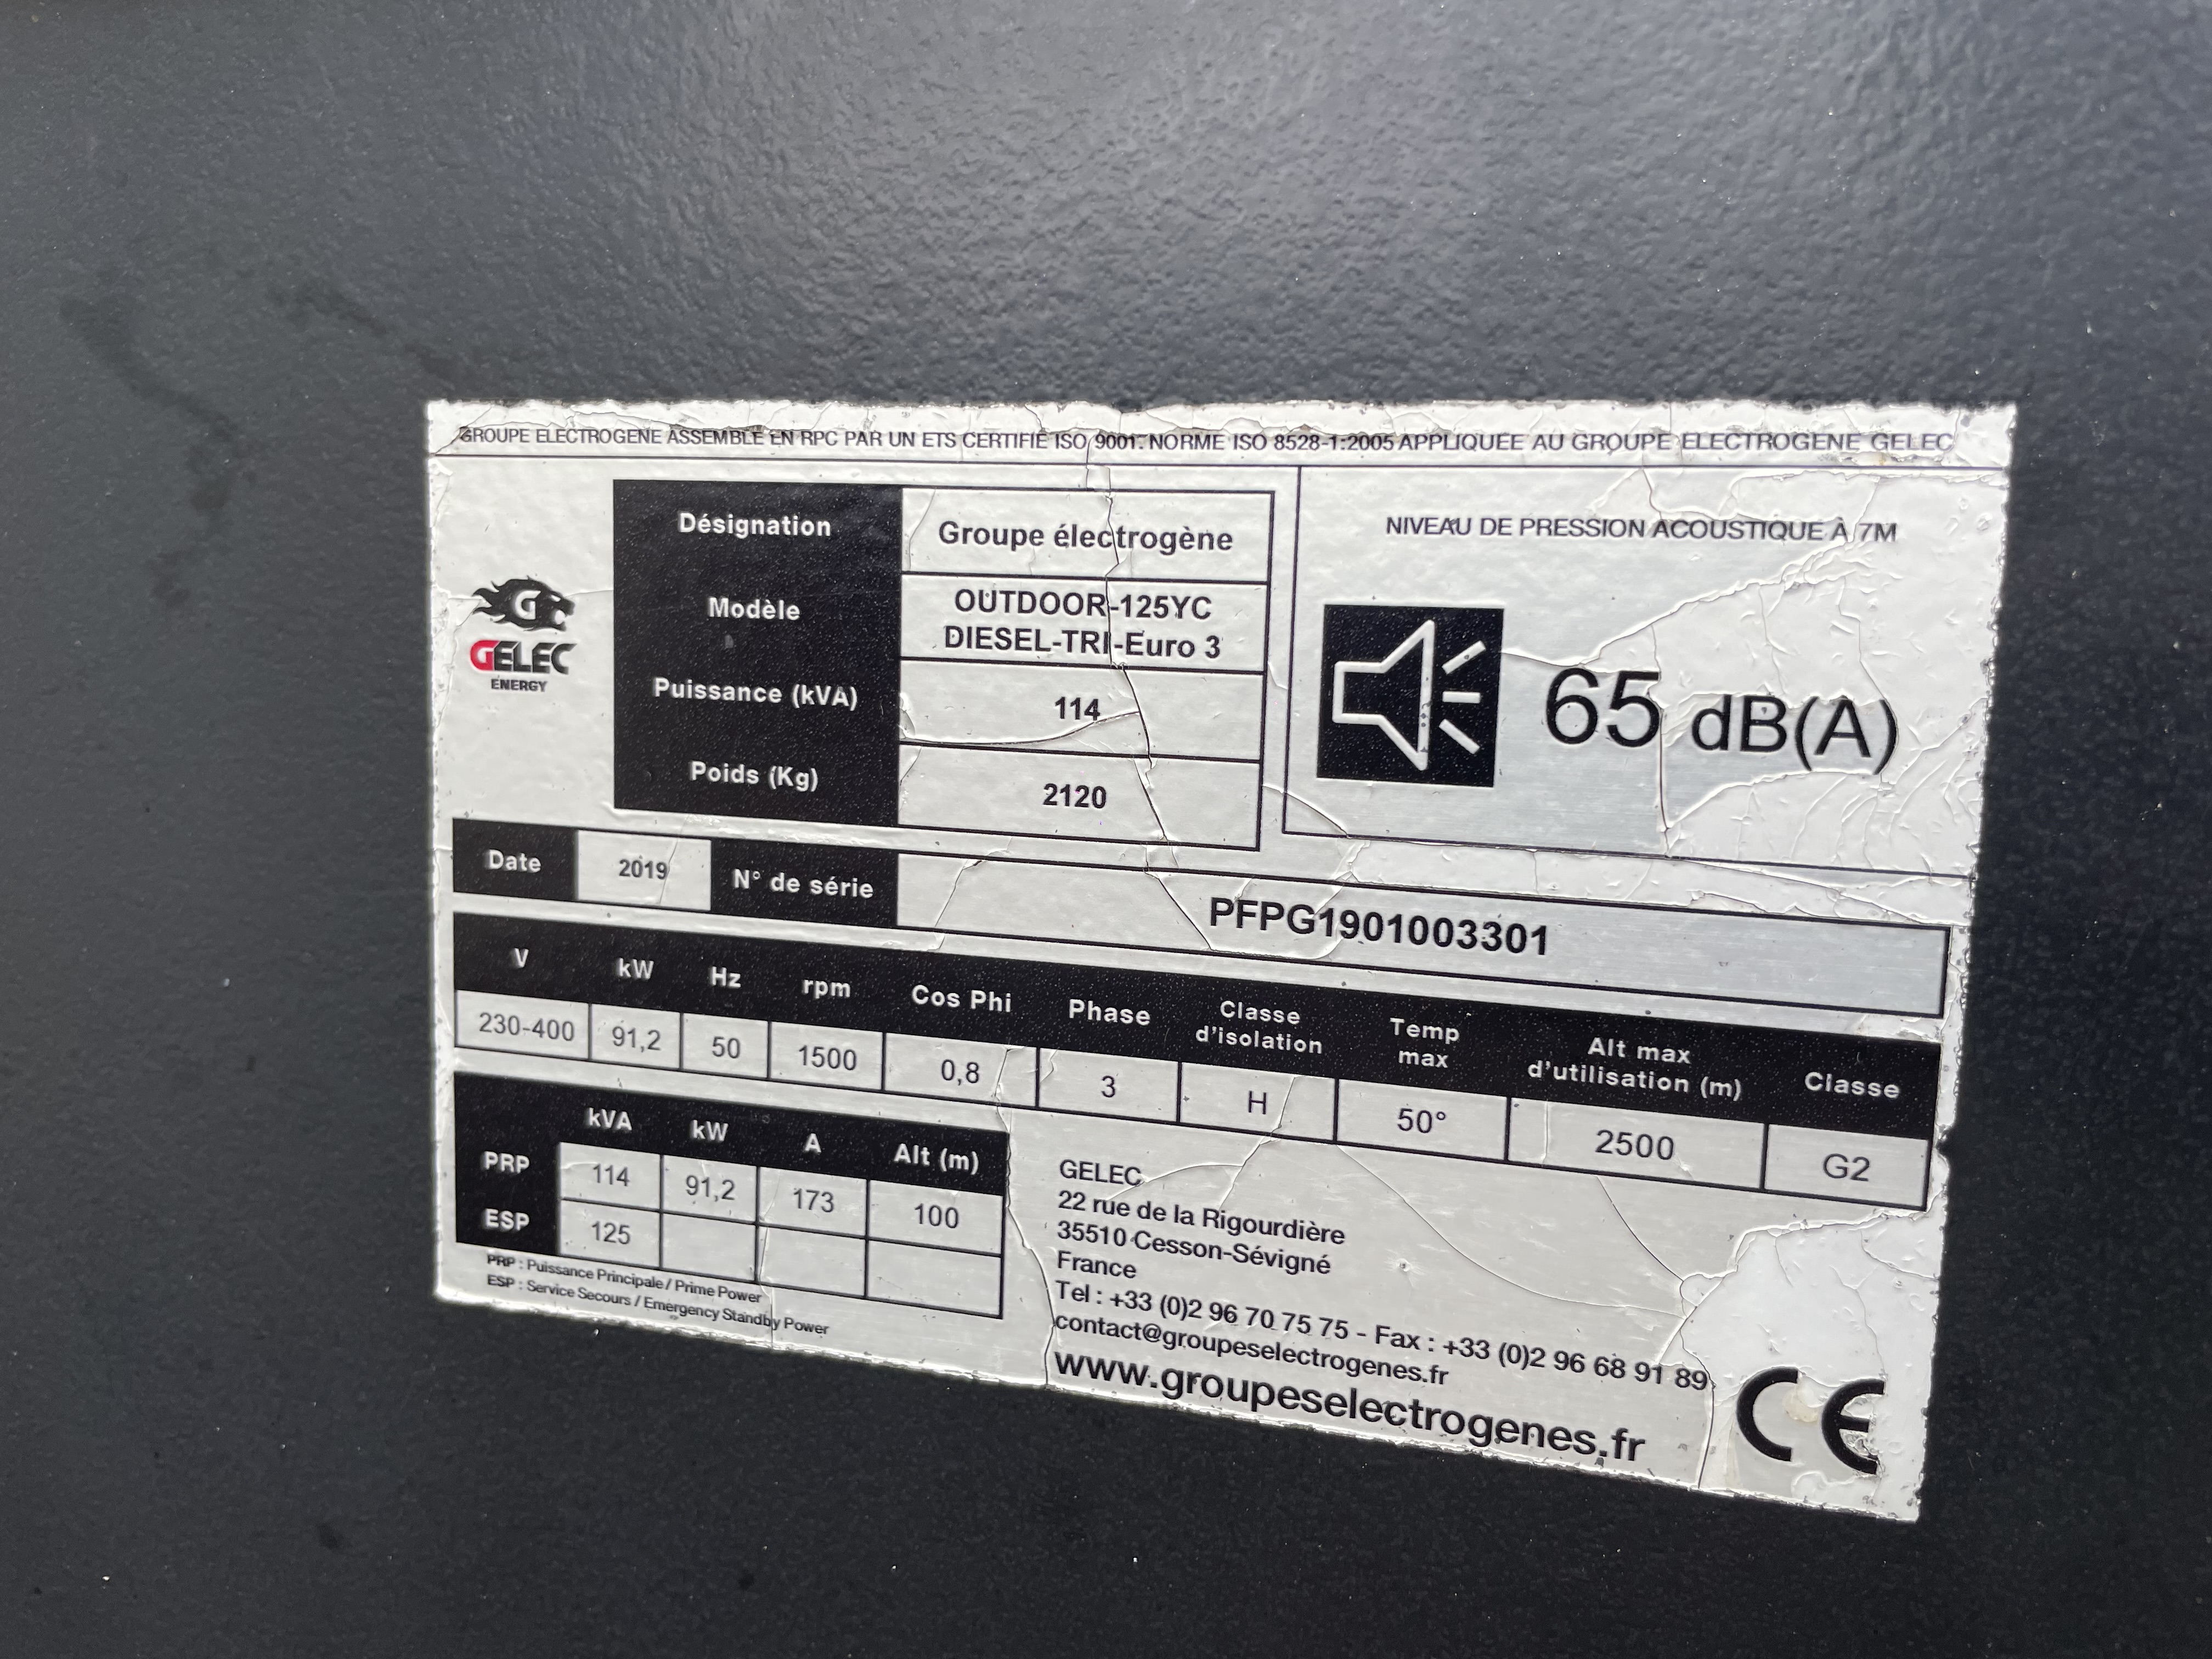 GROUPE ELECTROGENE ASSEMBLÉ EN RPC PAR UN ETS CERTIFIÉ ISO 9001. NORME ISO 8528-1:2005 APPLIQUEE AU GROUPE ELECTROGENE GELEC
GELEC
ENERGY
Désignation Groupe électrogène
Modèle OUTDOOR-125YC
DIESEL-TRI-Euro 3
Puissance (kVA) 114
Poids (Kg) 2120
NIVEAU DE PRESSION ACOUSTIQUE À 7M
65 dB(A)
Date 2019 N° de série PFPG1901003301
V kW Hz rpm Cos Phi Phase Classe d'isolation Temp max Alt max d'utilisation (m) Classe
230-400 91,2 50 1500 0,8 3 H 50° 2500 G2
kVA kW A Alt (m)
PRP 114 91,2 173 100
ESP 125
PRP : Puissance Principale / Prime Power
ESP : Service Secours / Emergency Standby Power
GELEC
22 rue de la Rigourdière
35510 Cesson-Sévigné
France
Tel : +33 (0)2 96 70 75 75 - Fax : +33 (0)2 96 68 91 89
contact@groupeselectrogenes.fr
www.groupeselectrogenes.fr
CE